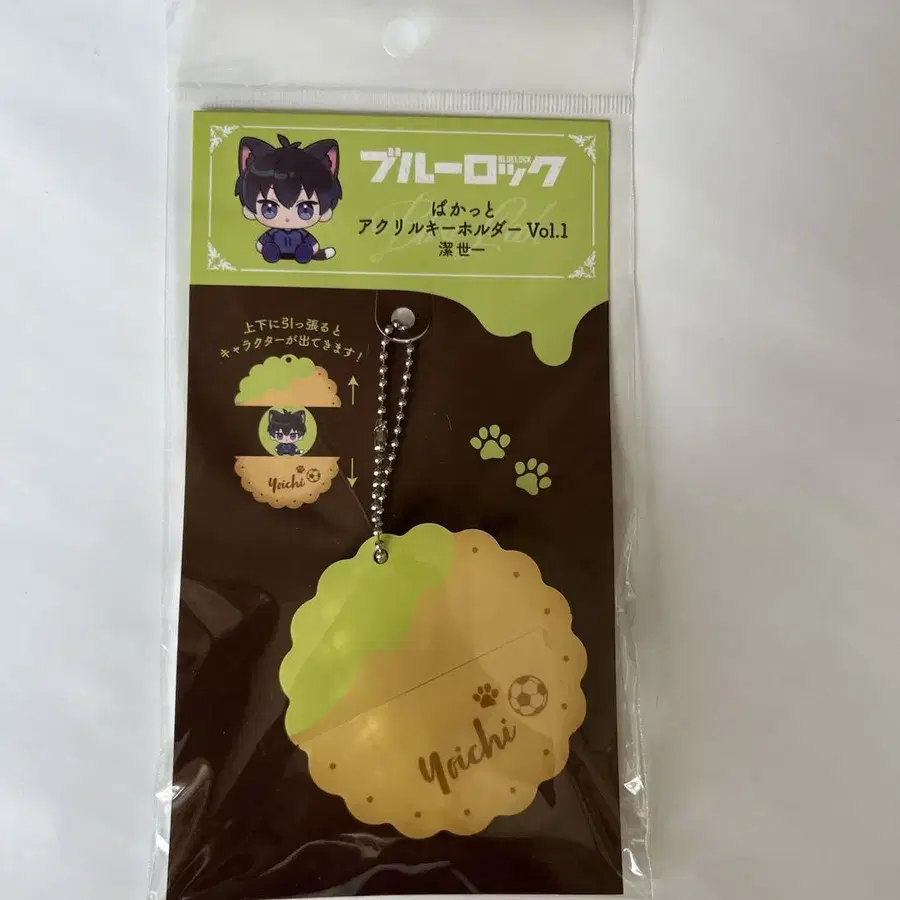 BLUELOCK
ブルーロック
ぱかっと
アクリルキーホルダー Vol.1
潔 世一
上下に引っ張ると
キャラクターが出てきます！
Yoichi
11
Yoichi